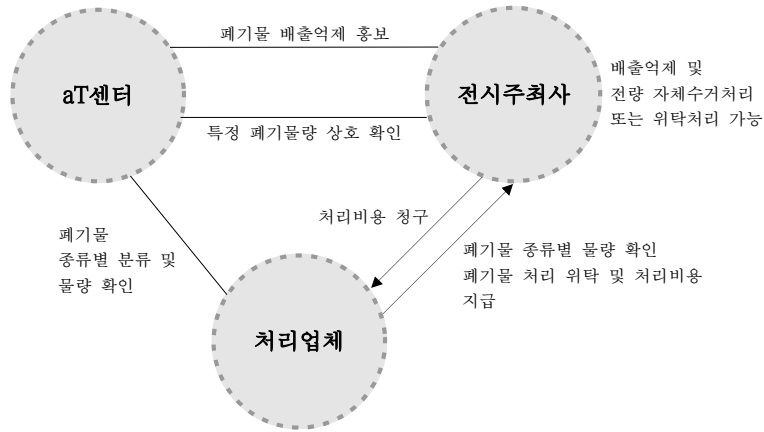 폐기물 배출억제 홍보
aT센터
전시주최사
배출억제 및
전량 자체수거처리
또는 위탁처리 가능
특정 폐기물량 상호 확인
처리비용 청구
폐기물
종류별 분류 및
물량 확인
폐기물 종류별 물량 확인
폐기물 처리 위탁 및 처리비용
지급
처리업체